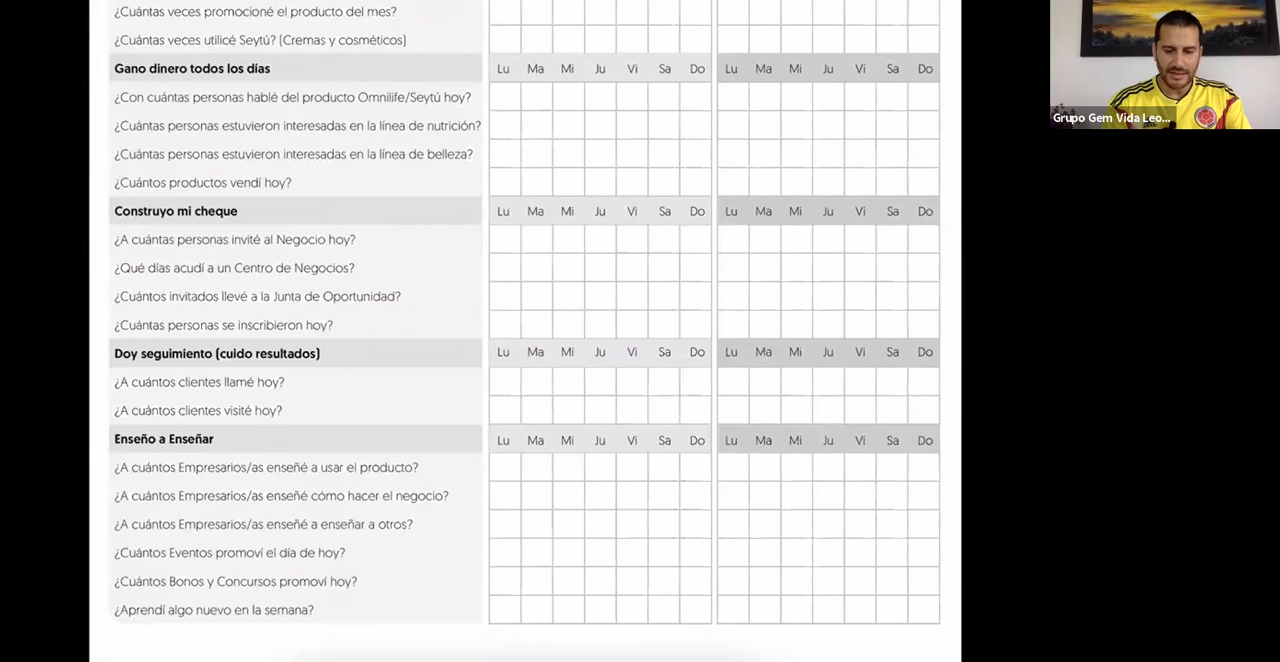 ¿Cuántas veces promocioné el producto del mes?
¿Cuántas veces utilicé Seytú? (Cremas y cosméticos)
Gano dinero todos los días Lu Ma Mi Ju Vi Sa Do Lu Ma Mi Ju Vi Sa Do
¿Con cuántas personas hablé del producto Omnilife/Seytú hoy?
¿Cuántas personas estuvieron interesadas en la línea de nutrición?
¿Cuántas personas estuvieron interesadas en la línea de belleza?
¿Cuántos productos vendí hoy?
Construyo mi cheque Lu Ma Mi Ju Vi Sa Do Lu Ma Mi Ju Vi Sa Do
¿A cuántas personas invité al Negocio hoy?
¿Qué días acudí a un Centro de Negocios?
¿Cuántos invitados llevé a la Junta de Oportunidad?
¿Cuántas personas se inscribieron hoy?
Doy seguimiento (cuido resultados) Lu Ma Mi Ju Vi Sa Do Lu Ma Mi Ju Vi Sa Do
¿A cuántos clientes llamé hoy?
¿A cuántos clientes visité hoy?
Enseño a Enseñar Lu Ma Mi Ju Vi Sa Do Lu Ma Mi Ju Vi Sa Do
¿A cuántos Empresarios/as enseñé a usar el producto?
¿A cuántos Empresarios/as enseñé cómo hacer el negocio?
¿A cuántos Empresarios/as enseñé a enseñar a otros?
¿Cuántos Eventos promoví el día de hoy?
¿Cuántos Bonos y Concursos promoví hoy?
¿Aprendí algo nuevo en la semana?
Grupo Gem Vida Leo...